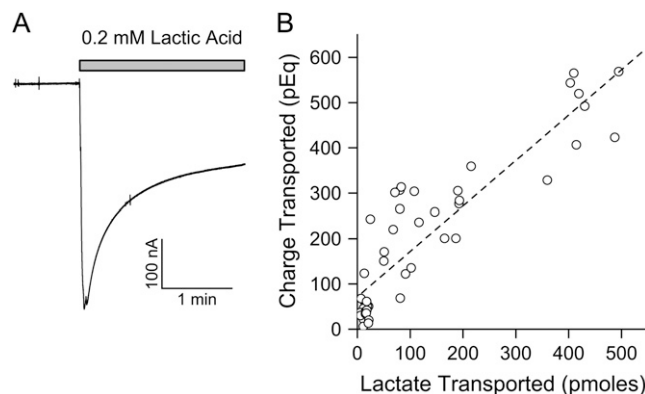 A
0.2 mM Lactic Acid
100 nA
1 min
B
Charge Transported (pEq)
600
500
400
300
200
100
0
0 100 200 300 400 500
Lactate Transported (pmoles)